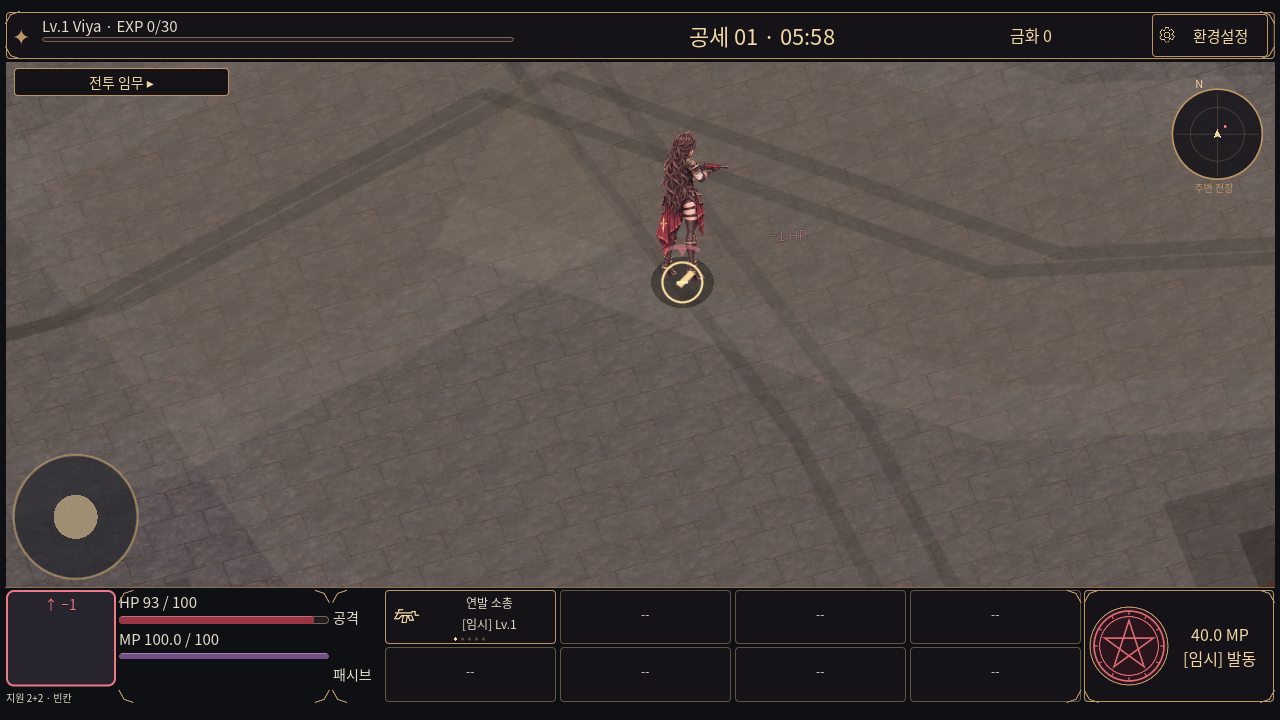 Lv.1 Viya · EXP 0/30
공세 01 · 05:58
금화 0
환경설정
전투 임무 ▸
N
주변 전장
−1 HP
↑ −1
HP 93 / 100
MP 100.0 / 100
지원 2+2 · 빈칸
공격
패시브
연발 소총
[임시] Lv.1
--
--
--
--
--
--
--
40.0 MP
[임시] 발동